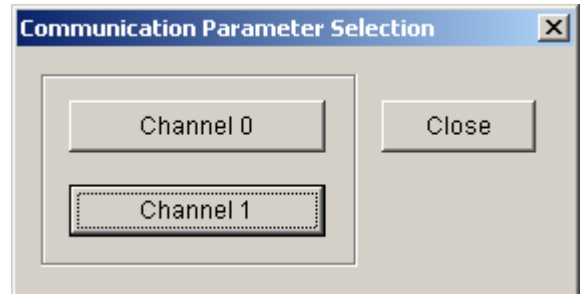 Communication Parameter Selection
Channel 0
Close
Channel 1